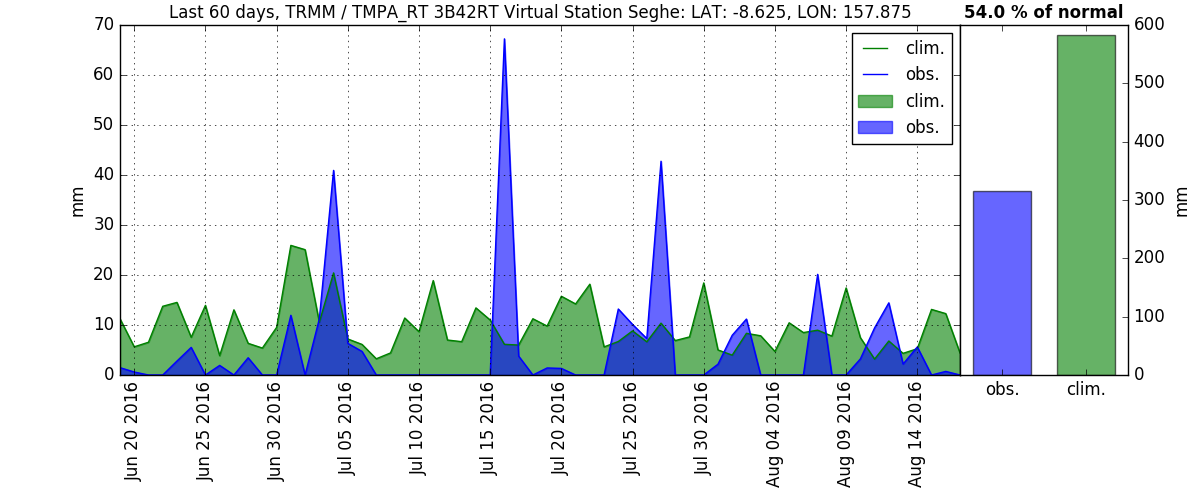 Last 60 days, TRMM / TMPA_RT 3B42RT Virtual Station Seghe: LAT: -8.625, LON: 157.875
54.0 % of normal
70
60
50
40
30
20
10
0
mm
clim.
obs.
clim.
obs.
600
500
400
300
200
100
0
mm
Jun 20 2016
Jun 25 2016
Jun 30 2016
Jul 05 2016
Jul 10 2016
Jul 15 2016
Jul 20 2016
Jul 25 2016
Jul 30 2016
Aug 04 2016
Aug 09 2016
Aug 14 2016
obs.
clim.